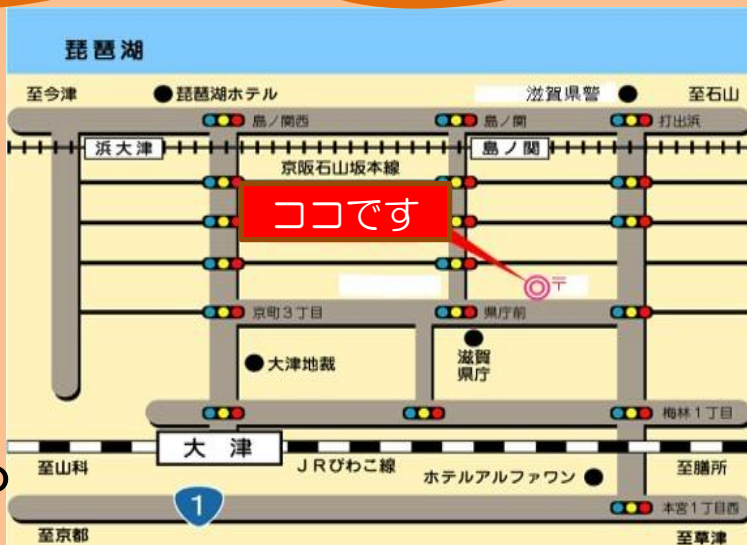 琵琶湖
至今津
琵琶湖ホテル
滋賀県警
至石山
島ノ関西
島ノ関
打出浜
浜大津
島ノ関
京阪石山坂本線
ココです
〒
京町3丁目
県庁前
大津地裁
滋賀
県庁
梅林1丁目
大津
至山科
JRびわこ線
ホテルアルファワン
至膳所
1
本宮1丁目西
至京都
至草津